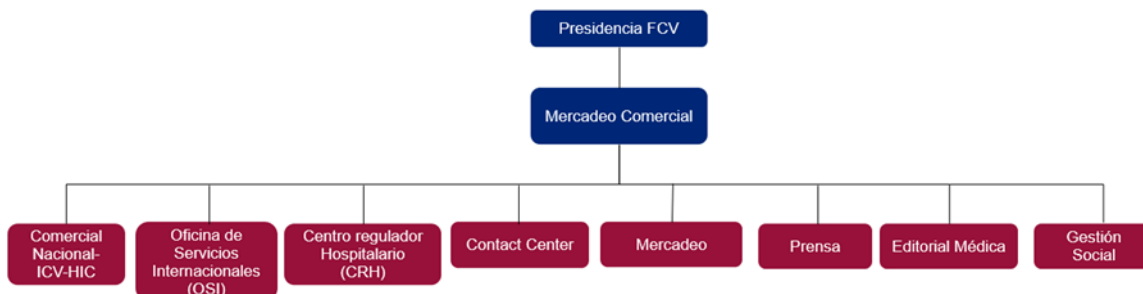 Presidencia FCV
Mercadeo Comercial
Comercial
Nacional-
ICV-HIC
Oficina de
Servicios
Internacionales
(OSI)
Centro regulador
Hospitalario
(CRH)
Contact Center
Mercadeo
Prensa
Editorial Médica
Gestión
Social